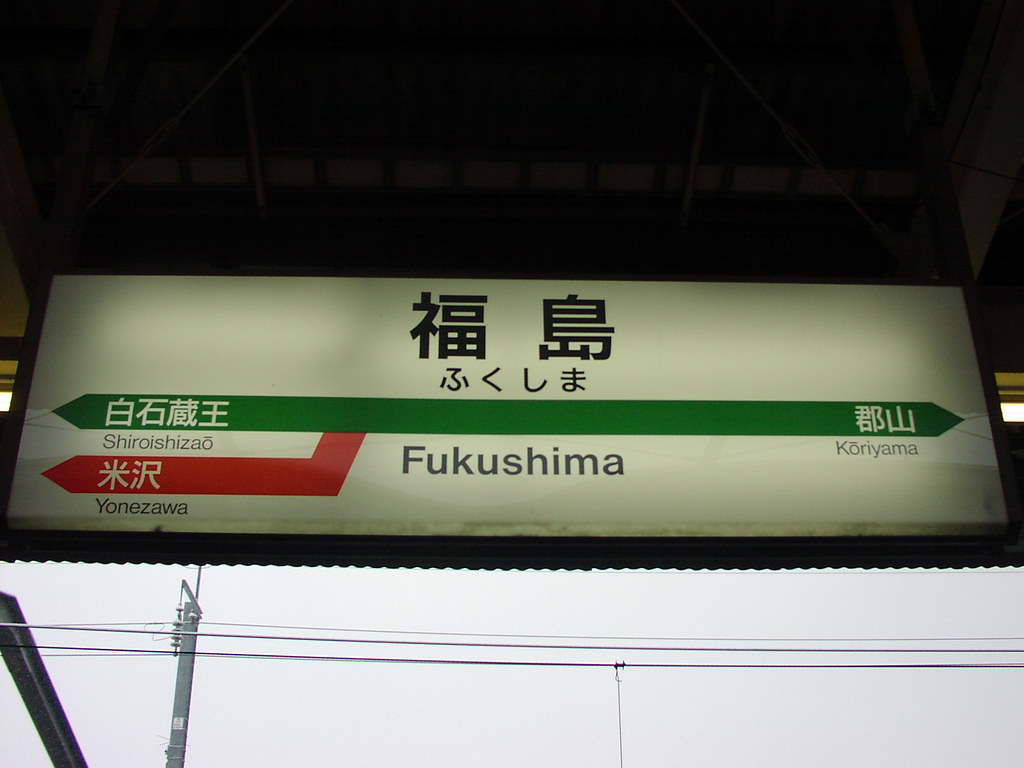 福島
ふくしま
白石蔵王
郡山
Shiroishizaō
Kōriyama
Fukushima
米沢
Yonezawa